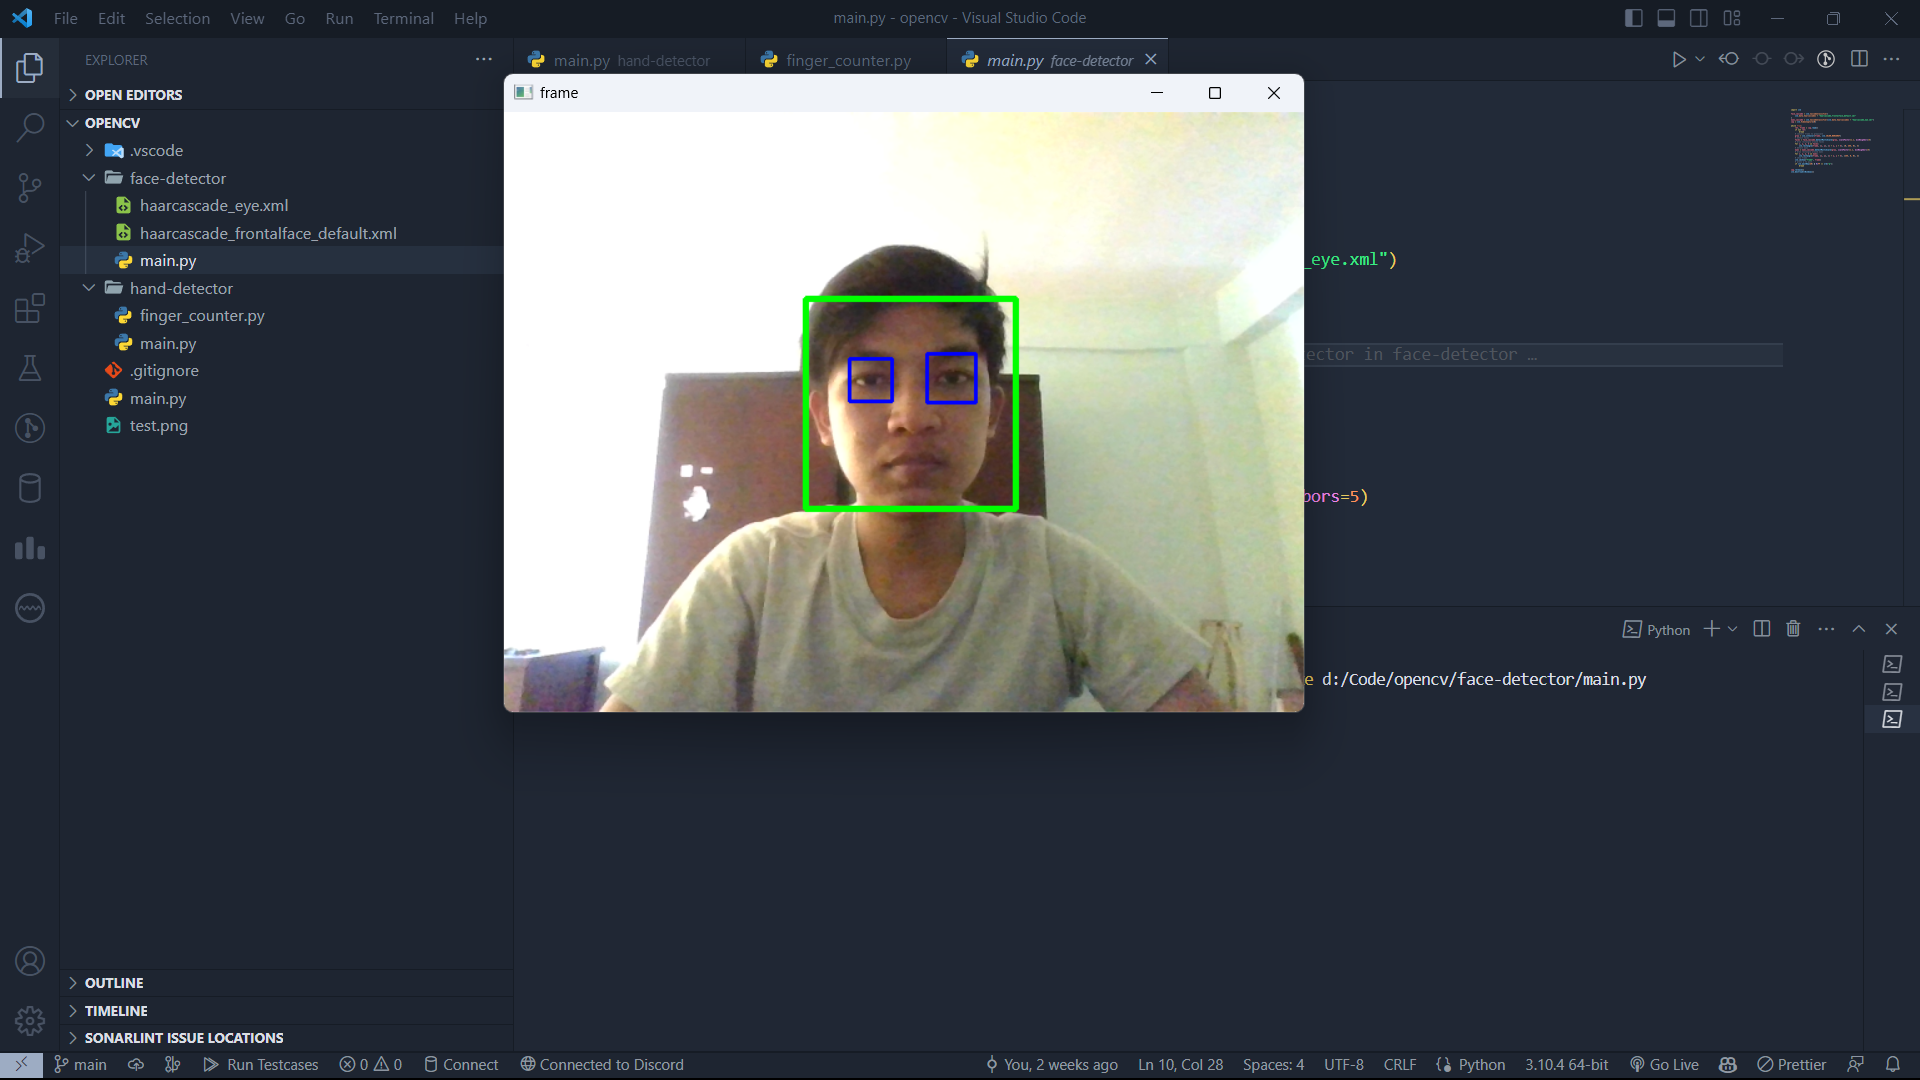 File Edit Selection View Go Run Terminal Help
main.py - opencv - Visual Studio Code
EXPLORER
main.py hand-detector
finger_counter.py
main.py face-detector
OPEN EDITORS
OPENCV
.vscode
face-detector
haarcascade_eye.xml
haarcascade_frontalface_default.xml
main.py
hand-detector
finger_counter.py
main.py
.gitignore
main.py
test.png
frame
_eye.xml")
ector in face-detector …
bors=5)
Python
e d:/Code/opencv/face-detector/main.py
OUTLINE
TIMELINE
SONARLINT ISSUE LOCATIONS
main Run Testcases 0 0 Connect Connected to Discord You, 2 weeks ago Ln 10, Col 28 Spaces: 4 UTF-8 CRLF Python 3.10.4 64-bit Go Live Prettier